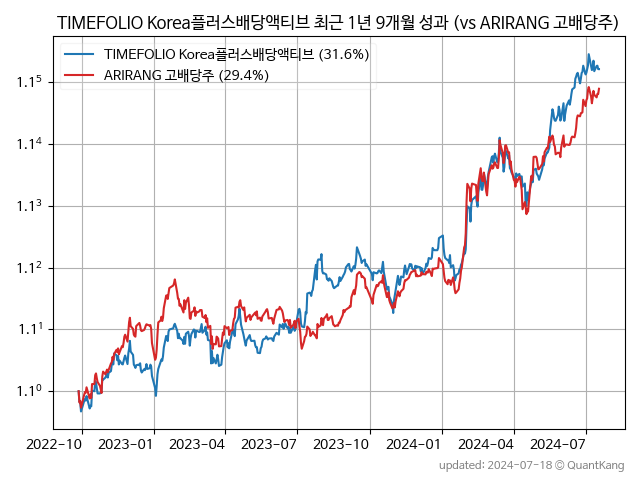 TIMEFOLIO Korea플러스배당액티브 최근 1년 9개월 성과 (vs ARIRANG 고배당주)
TIMEFOLIO Korea플러스배당액티브 (31.6%)
ARIRANG 고배당주 (29.4%)
1.15
1.14
1.13
1.12
1.11
1.10
2022-10 2023-01 2023-04 2023-07 2023-10 2024-01 2024-04 2024-07
updated: 2024-07-18 © QuantKang